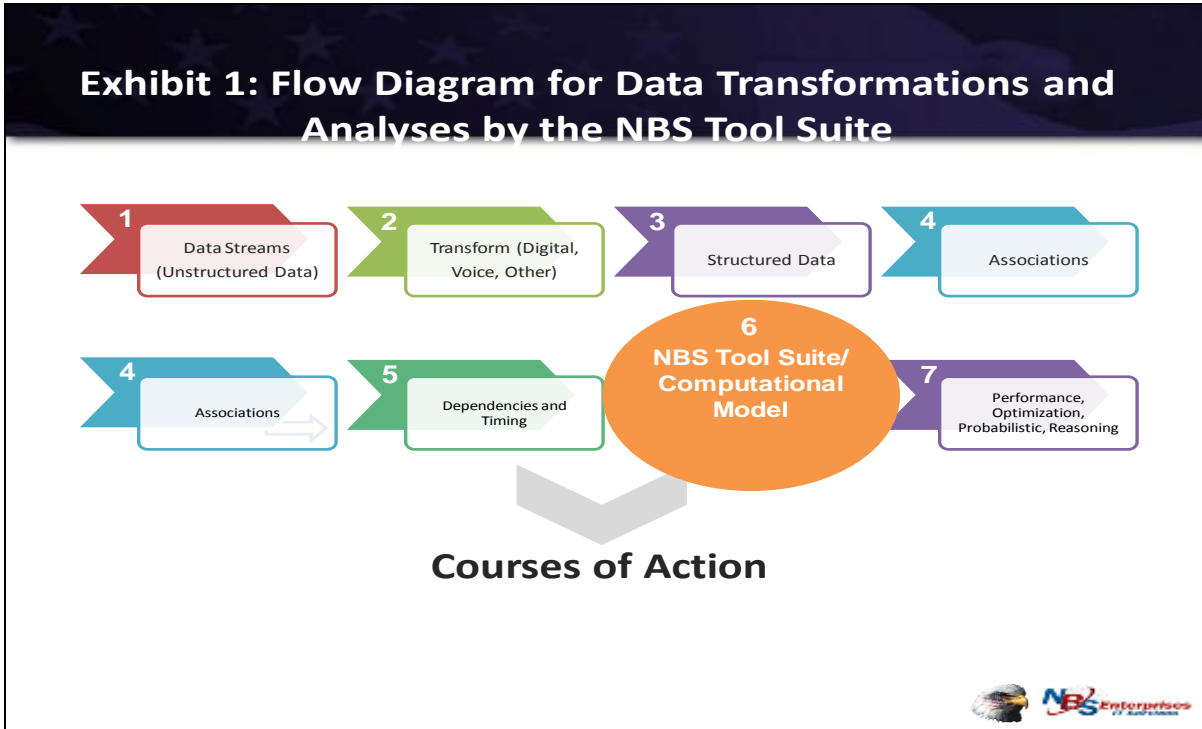 Exhibit 1: Flow Diagram for Data Transformations and
Analyses by the NBS Tool Suite
1
Data Streams
(Unstructured Data)
2
Transform (Digital,
Voice, Other)
3
Structured Data
4
Associations
4
Associations
5
Dependencies and
Timing
6
NBS Tool Suite/
Computational
Model
7
Performance,
Optimization,
Probabilistic, Reasoning
Courses of Action
NBS Enterprises
IT Services